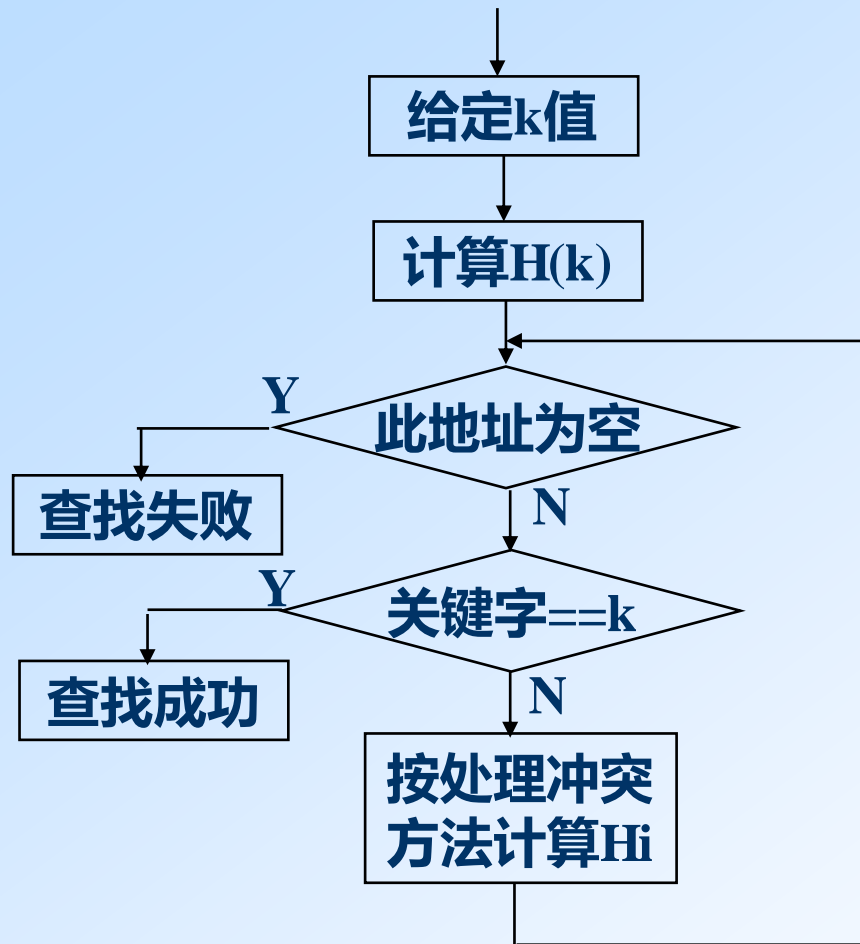 给定k值
计算H(k)
Y
此地址为空
查找失败
N
Y
关键字==k
查找成功
N
按处理冲突
方法计算Hi